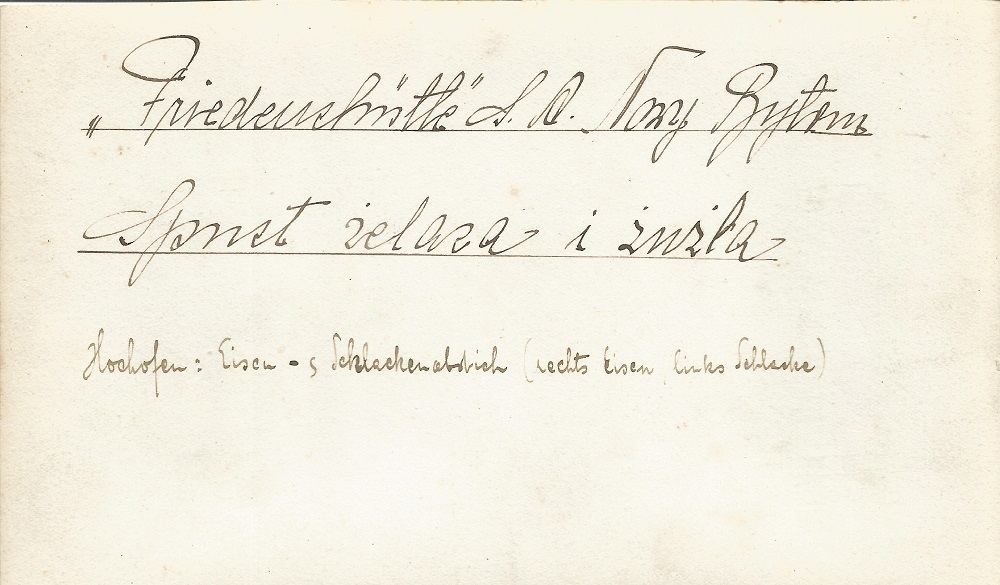 „Friedenshütte" S. A. Nowy Bytom
Spust żelaza i żużla
Hochofen: Eisen - & Schlackenabstich (rechts Eisen links Schlacke)